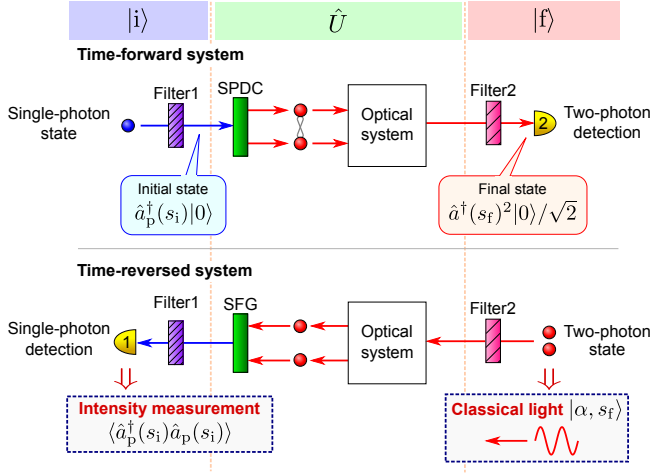 |i⟩ Û |f⟩
Time-forward system
Single-photon
state
Filter1
SPDC
Optical
system
Filter2
2
Two-photon
detection
Initial state
â†p(si)|0⟩
Final state
â†(sf)²|0⟩/√2
Time-reversed system
Single-photon
detection
1
Filter1
SFG
Optical
system
Filter2
Two-photon
state
Intensity measurement
⟨â†p(si)âp(si)⟩
Classical light |α, sf⟩